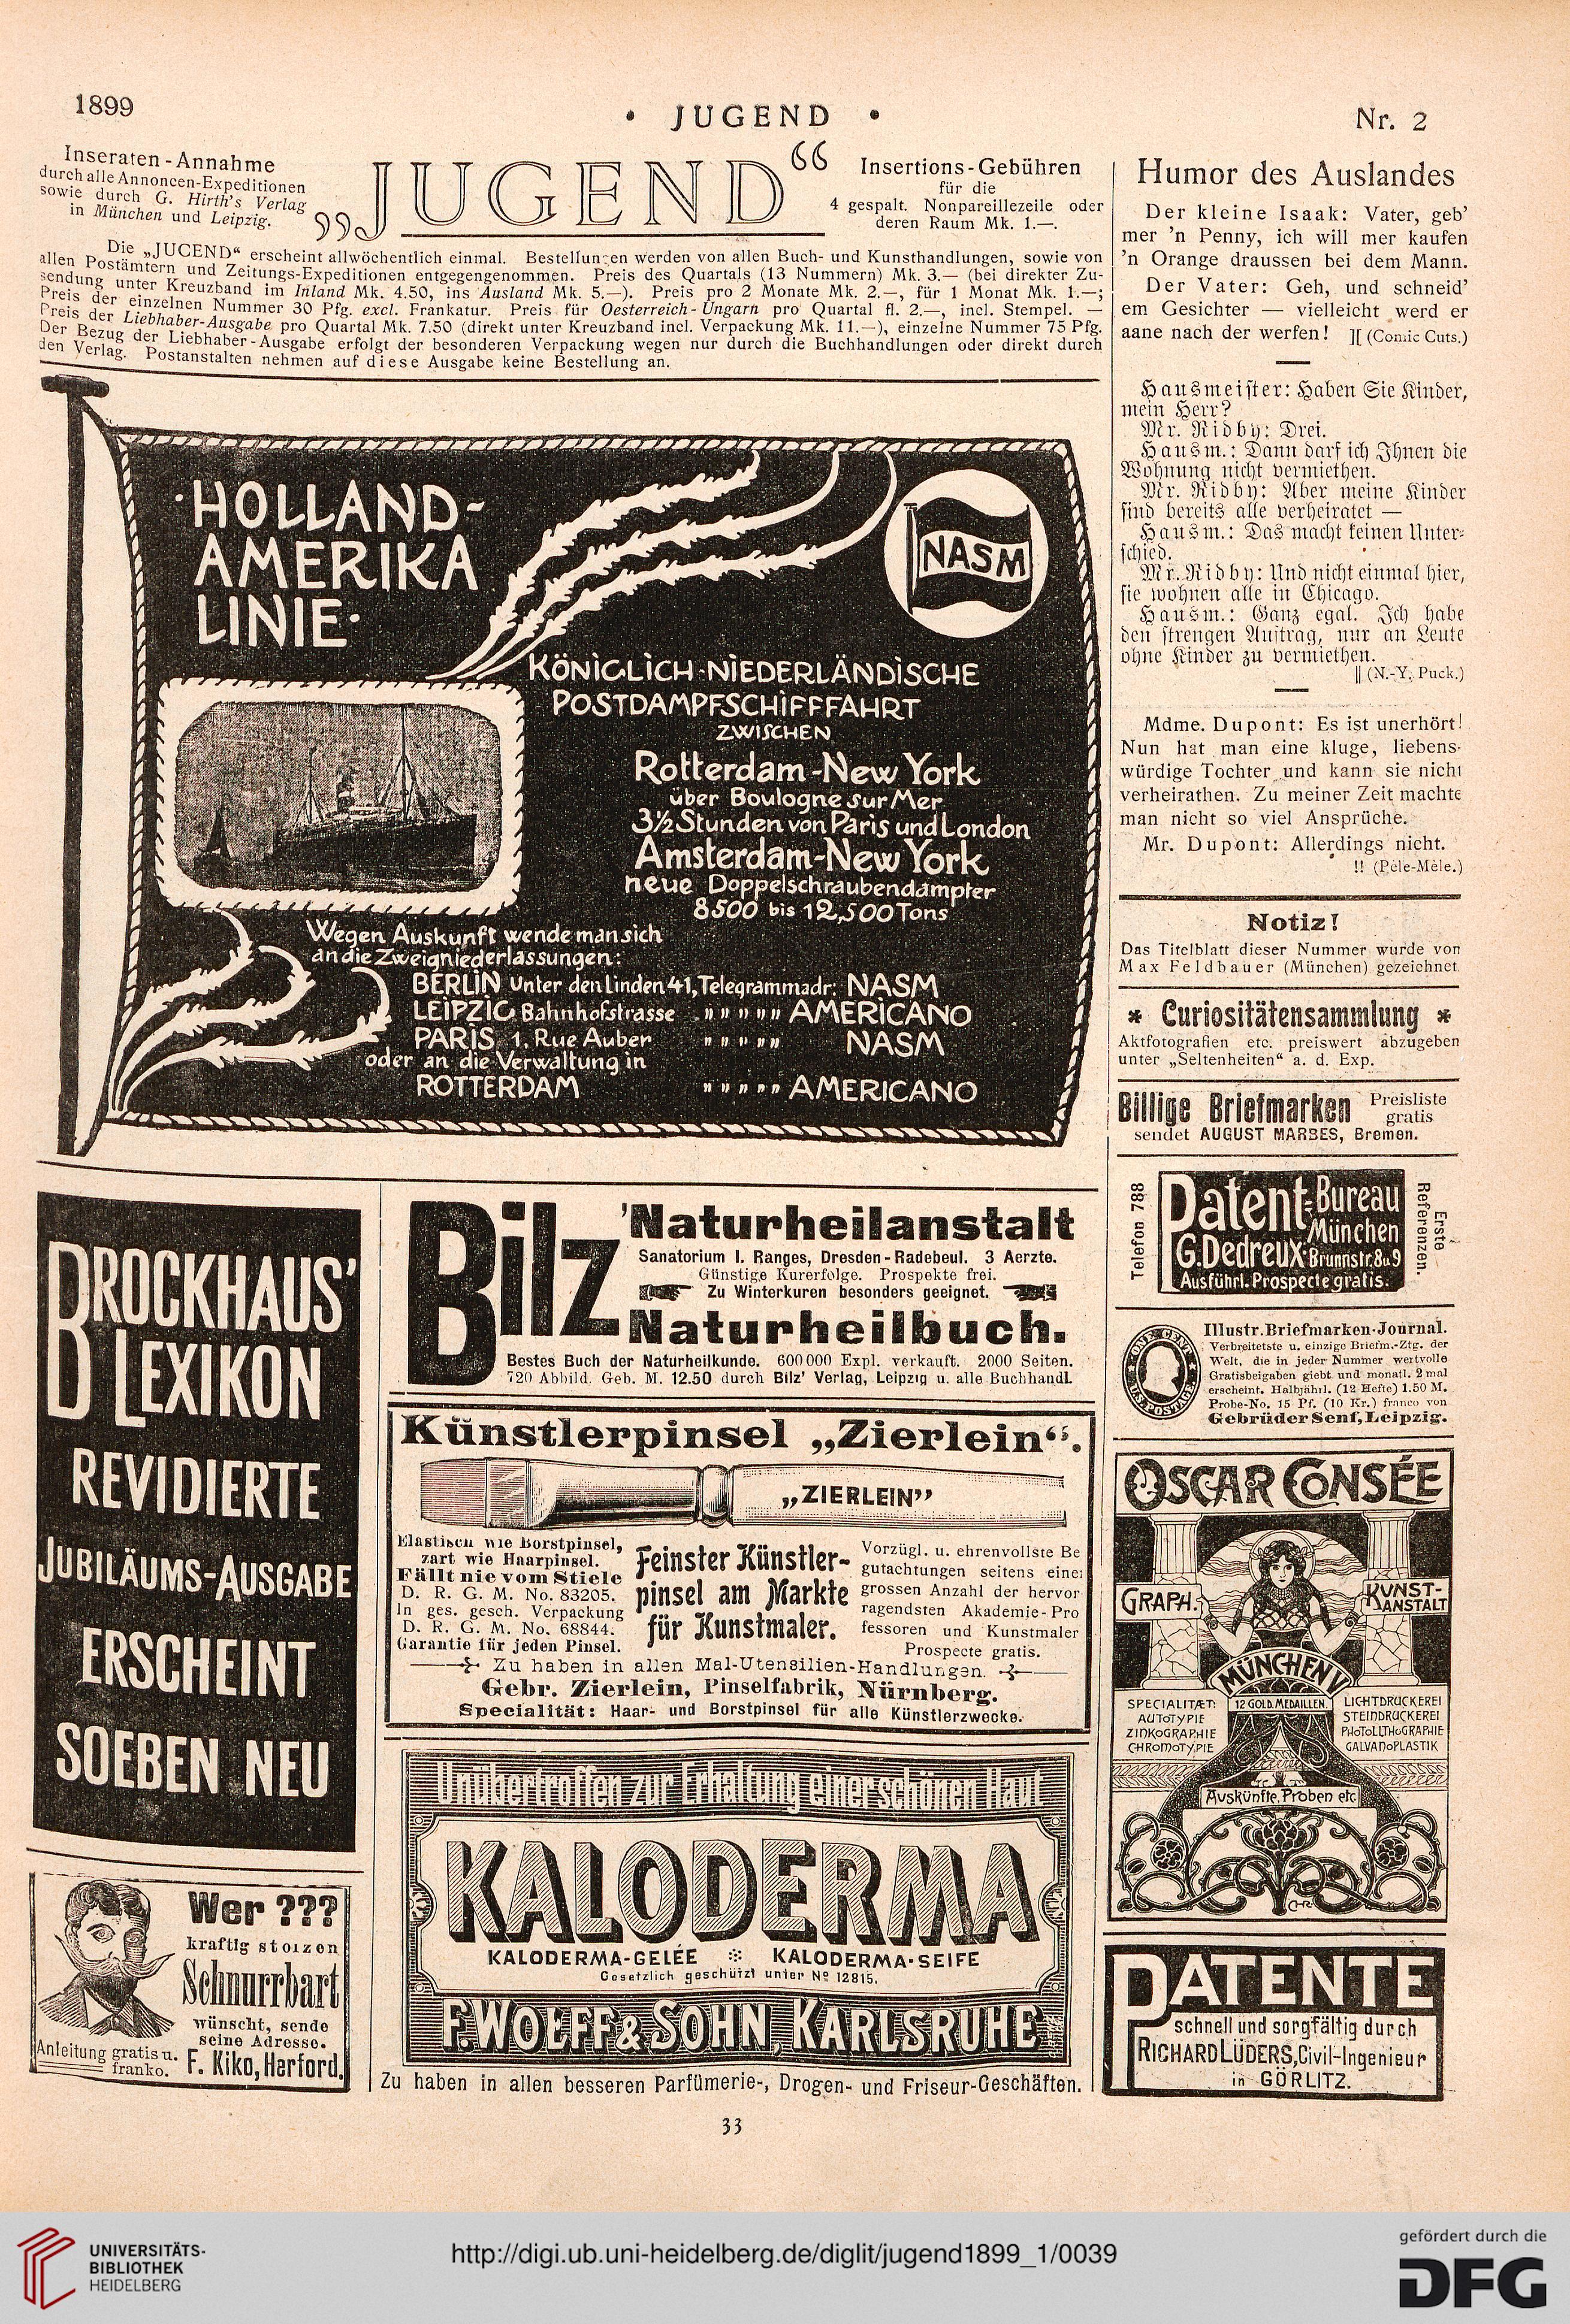 1899
• JUGEND •
Nr. 2
Inseraten-Annahme
durch alle Annoncen-Expeditionen
sowie durch G. Hirth's Verlag
in München und Leipzig.
„JUGEND“
Insertions-Gebühren
für die
4 gespalt. Nonpareillezeile oder
deren Raum Mk. 1.—.
Die „JUGEND“ erscheint allwöchentlich einmal. Bestellungen werden von allen Buch- und Kunsthandlungen, sowie von
allen Postämtern und Zeitungs-Expeditionen entgegengenommen. Preis des Quartals (13 Nummern) Mk. 3.— (bei direkter Zu-
sendung unter Kreuzband im Inland Mk. 4.50, ins Ausland Mk. 5.—). Preis pro 2 Monate Mk. 2.—, für 1 Monat Mk. 1.—;
Preis der einzelnen Nummer 30 Pfg. excl. Frankatur. Preis für Oesterreich-Ungarn pro Quartal fl. 2.—, incl. Stempel. —
Preis der Liebhaber-Ausgabe pro Quartal Mk. 7.50 (direkt unter Kreuzband incl. Verpackung Mk. 11.—), einzelne Nummer 75 Pfg.
Der Bezug der Liebhaber-Ausgabe erfolgt der besonderen Verpackung wegen nur durch die Buchhandlungen oder direkt durch
den Verlag. Postanstalten nehmen auf diese Ausgabe keine Bestellung an.
HOLLAND-
AMERIKA
LINIE
NASM
KÖNIGLICH-NIEDERLÄNDISCHE
POSTDAMPFSCHIFFFAHRT
ZWISCHEN
Rotterdam-New York
über Boulogne sur Mer
3½ Stunden von Paris und London
Amsterdam-New York
neue Doppelschraubendampfer
8500 bis 12,500 Tons
Wegen Auskunft wende man sich
an die Zweigniederlassungen:
BERLIN Unter den Linden 41, Telegrammadr: NASM
LEIPZIG Bahnhofstrasse " " " " " AMERICANO
PARIS 1. Rue Auber " " " " " NASM
oder an die Verwaltung in
ROTTERDAM " " " " " AMERICANO
BROCKHAUS'
LEXIKON
REVIDIERTE
JUBILÄUMS-AUSGABE
ERSCHEINT
SOEBEN NEU
Wer ???
kräftig stolzen
Schnurrbart
wünscht, sende
seine Adresse.
Anleitung gratis u.
franko.
F. Kiko, Herford.
Bilz
Naturheilanstalt
Sanatorium I. Ranges, Dresden-Radebeul. 3 Aerzte.
Günstige Kurerfolge. Prospekte frei.
Zu Winterkuren besonders geeignet.
Naturheilbuch.
Bestes Buch der Naturheilkunde. 600000 Expl. verkauft. 2000 Seiten.
720 Abbild. Geb. M. 12.50 durch Bilz' Verlag, Leipzig u. alle Buchhandl.
Künstlerpinsel „Zierlein“.
„ZIERLEIN”
Elastisch wie Borstpinsel,
zart wie Haarpinsel.
Fällt nie vom Stiele
D. R. G. M. No. 83205.
In ges. gesch. Verpackung
D. R. G. M. No. 68844.
Garantie für jeden Pinsel.
Feinster Künstler-
pinsel am Markte
für Kunstmaler.
Vorzügl. u. ehrenvollste Be
gutachtungen seitens einer
grossen Anzahl der hervor-
ragendsten Akademie-Pro
fessoren und Kunstmaler
Prospecte gratis.
Zu haben in allen Mal-Utensilien-Handlungen.
Gebr. Zierlein, Pinselfabrik, Nürnberg.
Specialität: Haar- und Borstpinsel für alle Künstlerzwecke.
Unübertroffen zur Erhaltung einer schönen Haut
KALODERMA
KALODERMA-GELÉE KALODERMA-SEIFE
Gesetzlich geschützt unter No 12815.
F. WOLFF & SOHN, KARLSRUHE
Zu haben in allen besseren Parfümerie-, Drogen- und Friseur-Geschäften.
Humor des Auslandes
Der kleine Isaak: Vater, geb'
mer 'n Penny, ich will mer kaufen
'n Orange draussen bei dem Mann.
Der Vater: Geh, und schneid'
em Gesichter — vielleicht werd er
aane nach der werfen! ][ (Comic Cuts.)
Hausmeister: Haben Sie Kinder,
mein Herr?
Mr. Ridby: Drei.
Hausm.: Dann darf ich Ihnen die
Wohnung nicht vermiethen.
Mr. Ridby: Aber meine Kinder
sind bereits alle verheiratet —
Hausm.: Das macht keinen Unter-
schied.
Mr. Ridby: Und nicht einmal hier,
sie wohnen alle in Chicago.
Hausm.: Ganz egal. Ich habe
den strengen Auftrag, nur an Leute
ohne Kinder zu vermiethen.
|| (N.-Y. Puck.)
Mdme. Dupont: Es ist unerhört!
Nun hat man eine kluge, liebens-
würdige Tochter und kann sie nicht
verheirathen. Zu meiner Zeit machte
man nicht so viel Ansprüche.
Mr. Dupont: Allerdings nicht.
!! (Pêle-Mêle.)
Notiz!
Das Titelblatt dieser Nummer wurde von
Max Feldbauer (München) gezeichnet
* Curiositätensammlung *
Aktfotografien etc. preiswert abzugeben
unter „Seltenheiten“ a. d. Exp.
Billige Briefmarken Preisliste
gratis
sendet AUGUST MARBES, Bremen.
Telefon 788
Patent-Bureau
München
G. Dedreux Brunnstr. 8u9
Ausführl. Prospecte gratis.
Erste
Referenzen.
ONE CENT
U.S. POSTAGE
Illustr. Briefmarken-Journal.
Verbreitetste u. einzige Briefm.-Ztg. der
Welt, die in jeder Nummer wertvolle
Gratisbeigaben giebt und monatl. 2 mal
erscheint. Halbjährl. (12 Hefte) 1.50 M.
Probe-No. 15 Pf. (10 Kr.) franco von
Gebrüder Senf, Leipzig.
OSCAR CONSÉE
GRAPH.
KUNST-
ANSTALT
MÜNCHEN V
SPECIALITÆT:
AUTOTYPIE
ZINKOGRAPHIE
CHROMOTYPIE
12 GOLD. MEDAILLEN.
LICHTDRUCKEREI
STEINDRUCKEREI
PHOTOLITHOGRAPHIE
GALVANOPLASTIK
Auskünfte, Proben etc
PATENTE
schnell und sorgfältig durch
RICHARD LÜDERS, Civil-Ingenieur
in GÖRLITZ.
33
UNIVERSITÄTS-
BIBLIOTHEK
HEIDELBERG
http://digi.ub.uni-heidelberg.de/diglit/jugend1899_1/0039
gefördert durch die
DFG